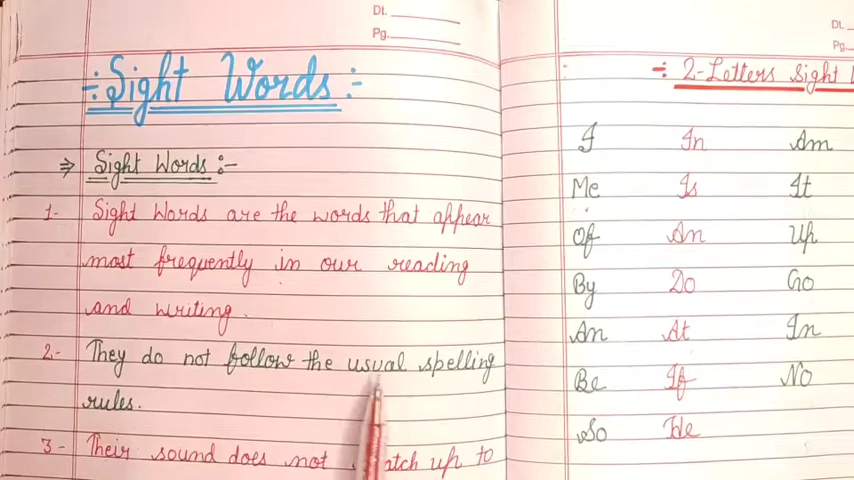 Dt.
Pg.
÷ Sight Words :-
⇒ Sight Words :-
1- Sight Words are the words that appear
most frequently in our reading
and writing.
2- They do not follow the usual spelling
rules.
3- Their sound does not match up to
Dt.
Pg.
÷ 2-Letters Sight
I In Am
Me Is It
Of An Up
By Do Go
An At In
Be If No
So He